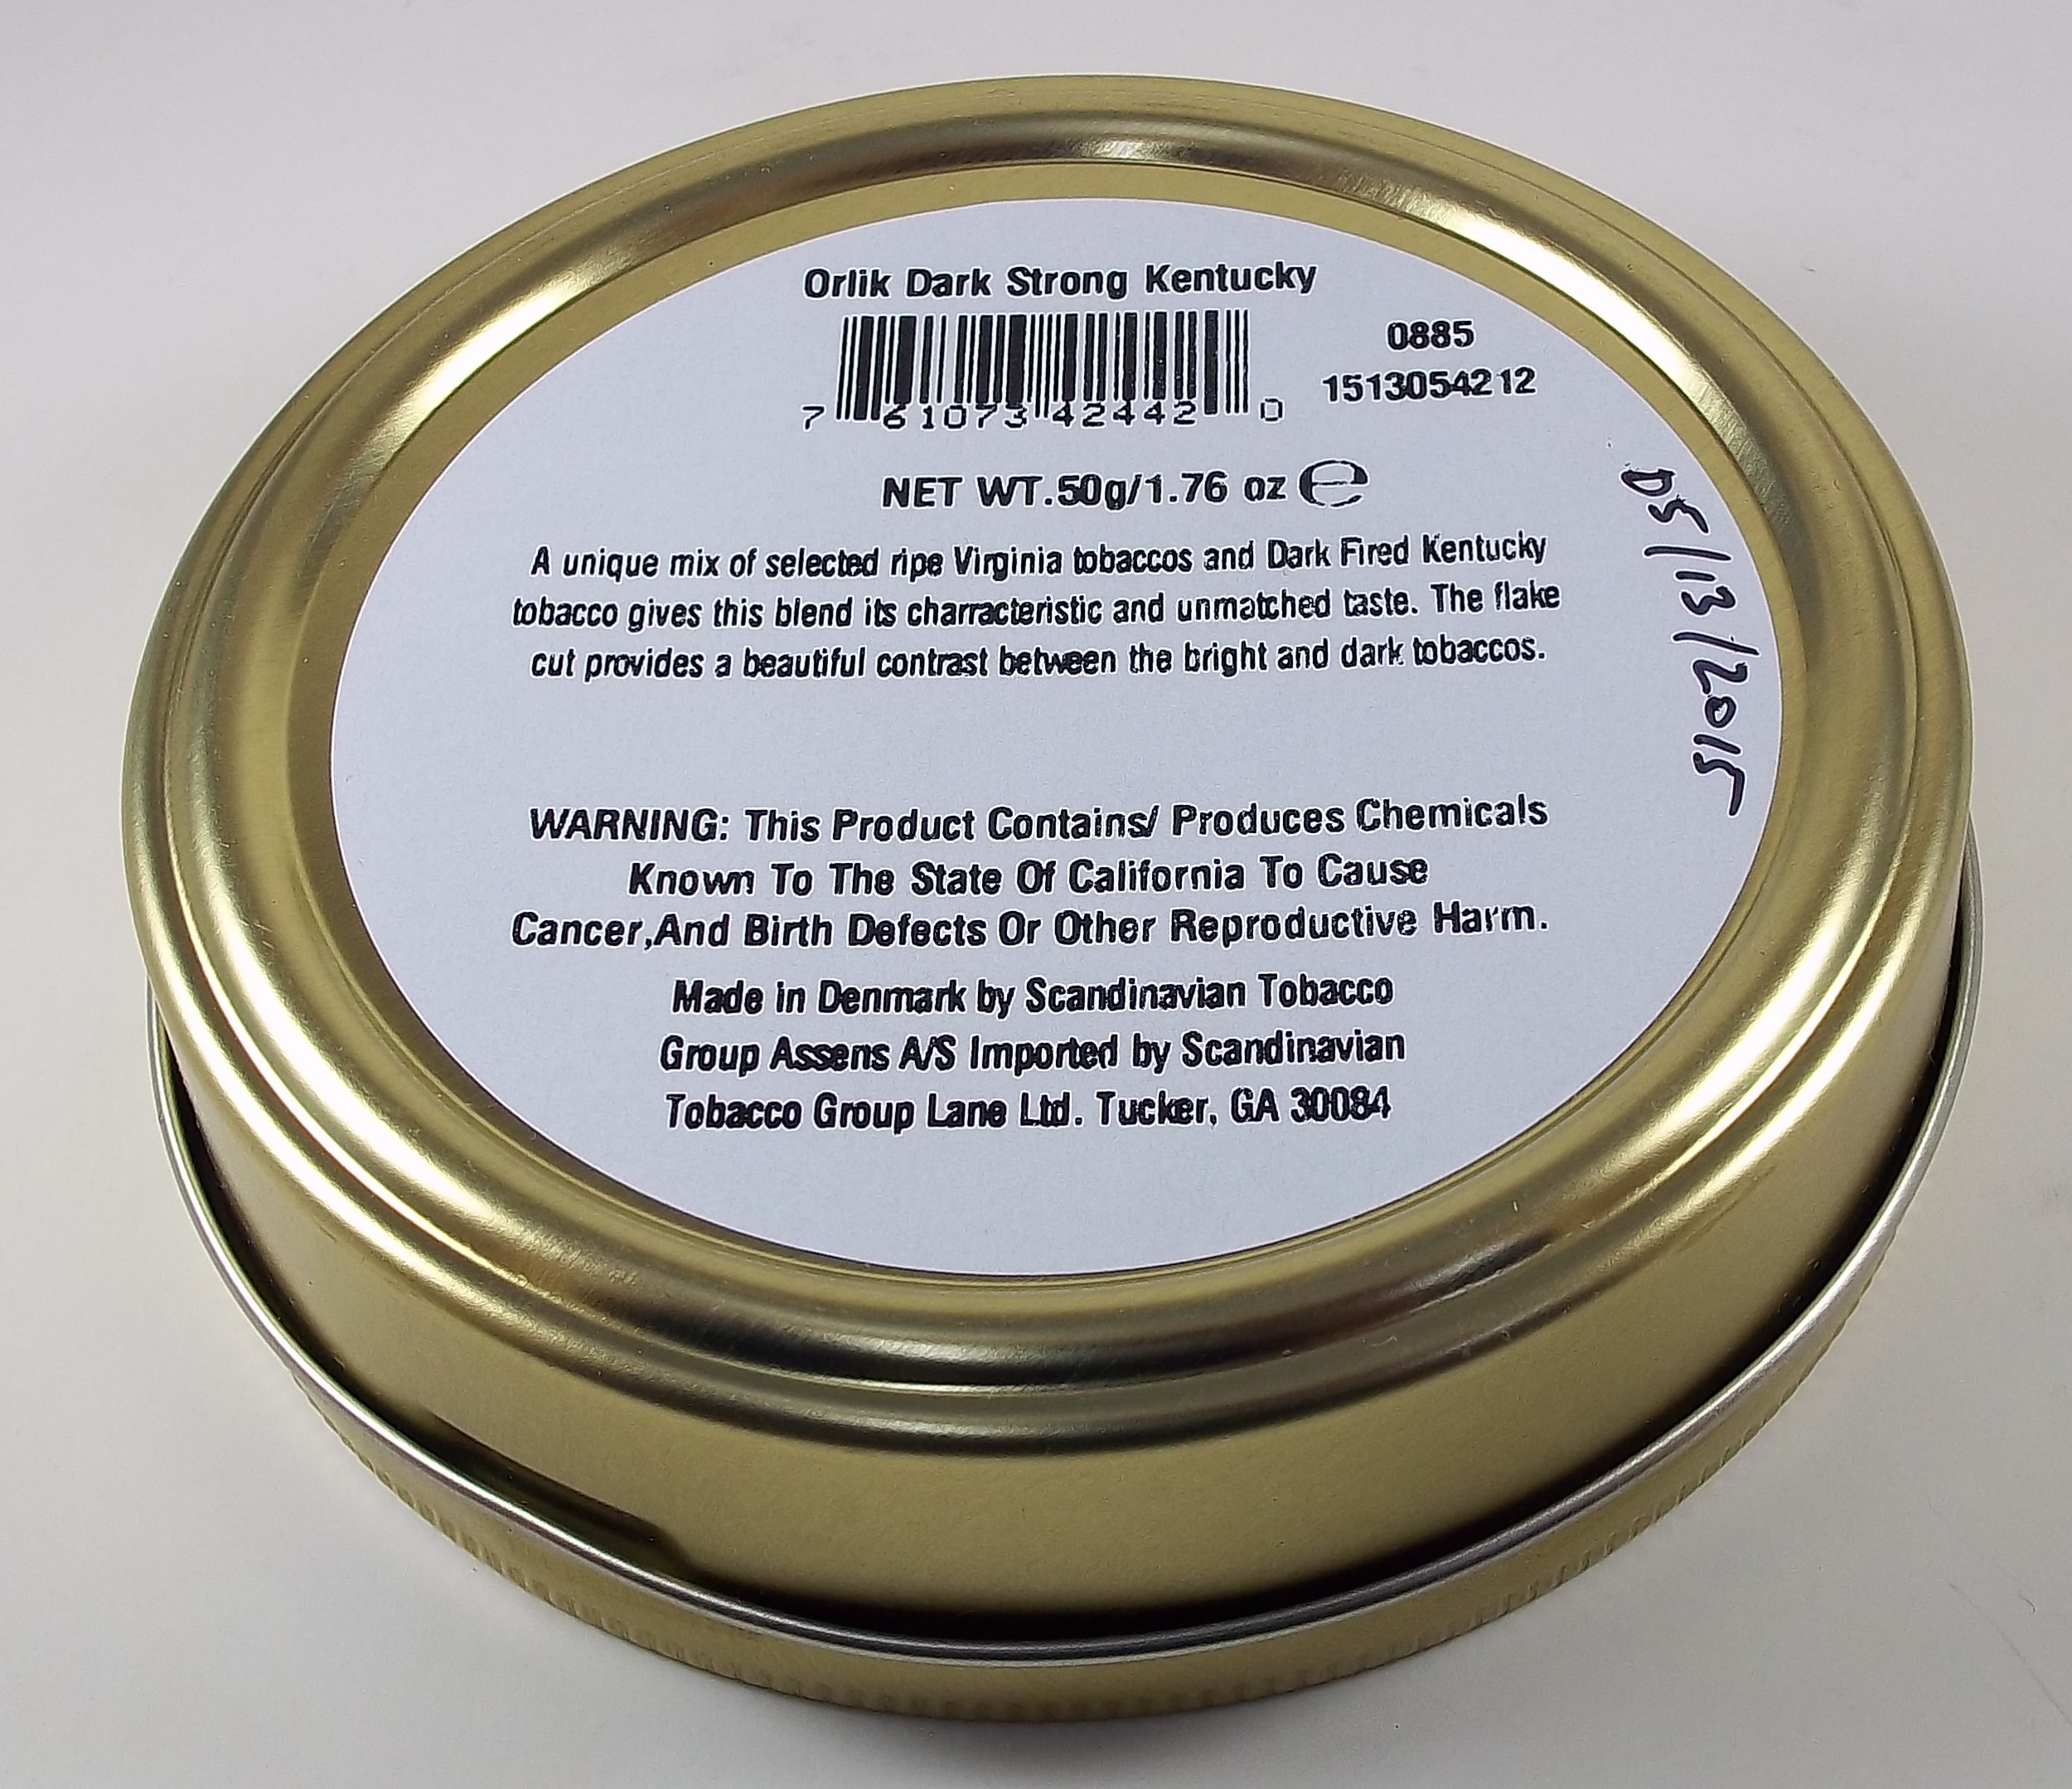 Orlik Dark Strong Kentucky
7 61073 42442 0
0885
1513054212
NET WT.50g/1.76 oz ℮
A unique mix of selected ripe Virginia tobaccos and Dark Fired Kentucky
tobacco gives this blend its charracteristic and unmatched taste. The flake
cut provides a beautiful contrast between the bright and dark tobaccos.
WARNING: This Product Contains/ Produces Chemicals
Known To The State Of California To Cause
Cancer,And Birth Defects Or Other Reproductive Harm.
Made in Denmark by Scandinavian Tobacco
Group Assens A/S Imported by Scandinavian
Tobacco Group Lane Ltd. Tucker, GA 30084
05/13/2015